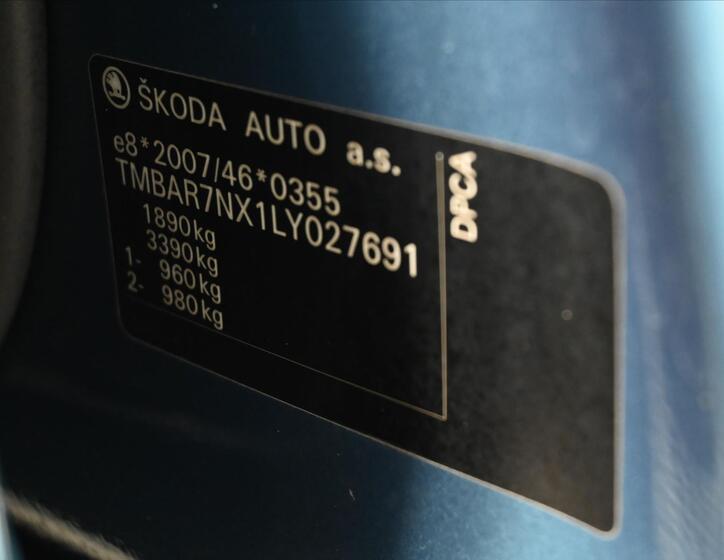 ŠKODA AUTO a.s.
e8*2007/46*0355
TMBAR7NX1LY027691
1890kg
3390kg
1- 960kg
2- 980kg
DPCA